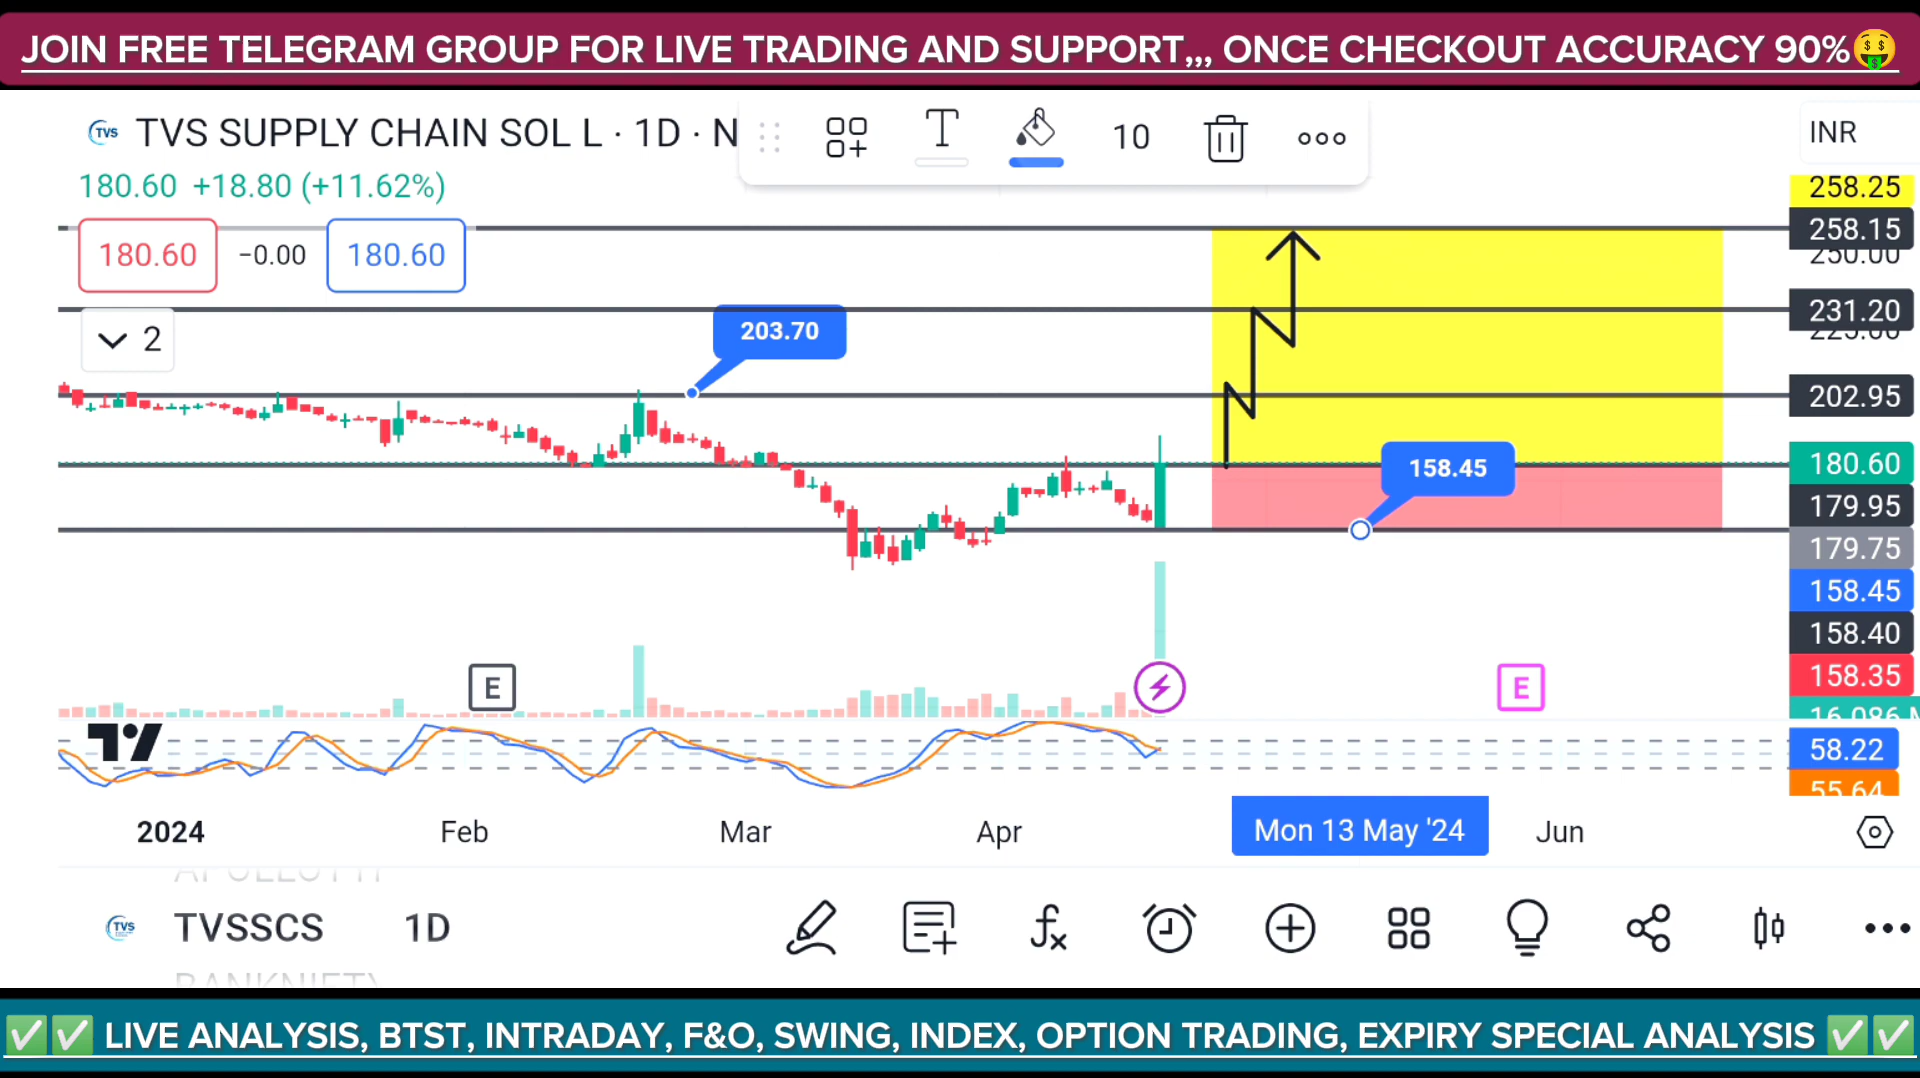 JOIN FREE TELEGRAM GROUP FOR LIVE TRADING AND SUPPORT,,, ONCE CHECKOUT ACCURACY 90%🤑
TVS TVS SUPPLY CHAIN SOL L · 1D · N
T
10
INR
180.60 +18.80 (+11.62%)
180.60 −0.00 180.60
2
258.25
258.15
250.00
231.20
225.00
203.70
202.95
158.45
180.60
179.95
179.75
158.45
158.40
158.35
E
E
58.22
55.64
2024 Feb Mar Apr Mon 13 May '24 Jun
TVS TVSSCS 1D
BANKNIFTY
✅✅ LIVE ANALYSIS, BTST, INTRADAY, F&O, SWING, INDEX, OPTION TRADING, EXPIRY SPECIAL ANALYSIS ✅✅